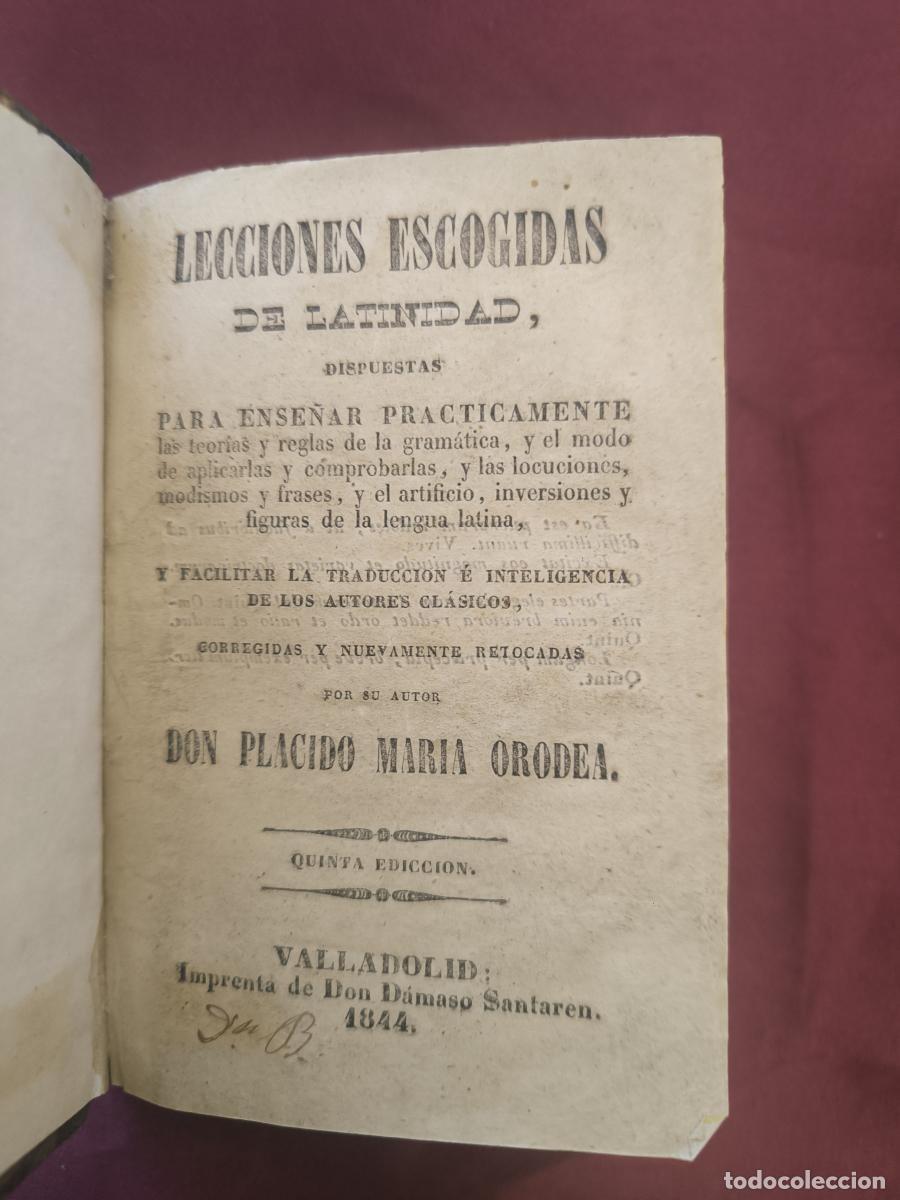 LECCIONES ESCOGIDAS
DE LATINIDAD,
DISPUESTAS
PARA ENSEÑAR PRACTICAMENTE
las teorías y reglas de la gramática, y el modo
de aplicarlas y comprobarlas, y las locuciones,
modismos y frases, y el artificio, inversiones y
figuras de la lengua latina,
Y FACILITAR LA TRADUCCION É INTELIGENCIA
DE LOS AUTORES CLÁSICOS,
CORREGIDAS Y NUEVAMENTE RETOCADAS
POR SU AUTOR
DON PLACIDO MARIA ORODEA.
QUINTA EDICCION.
VALLADOLID:
Imprenta de Don Dámaso Santaren.
1844.
todocoleccion